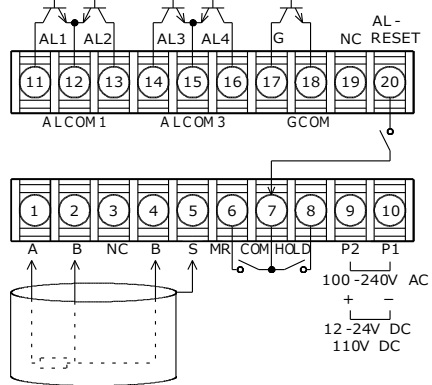 AL1 AL2 AL3 AL4 G NC AL-RESET
11 12 13 14 15 16 17 18 19 20
ALCOM1 ALCOM3 GCOM
1 2 3 4 5 6 7 8 9 10
A B NC B S MR COM HOLD P2 P1
100-240V AC
+ −
12-24V DC
110V DC